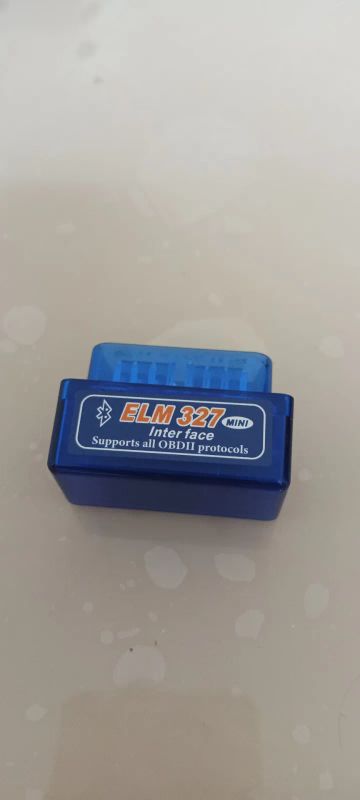 ELM 327 MINI
Inter face
Supports all OBDII protocols